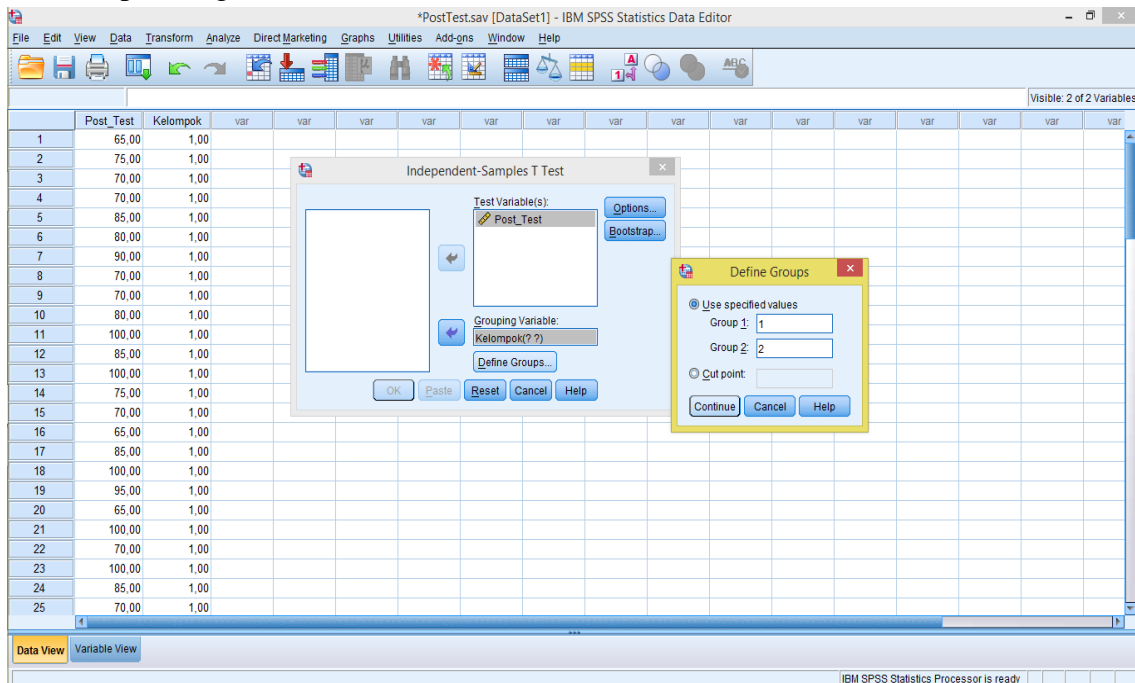 *PostTest.sav [DataSet1] - IBM SPSS Statistics Data Editor
File Edit View Data Transform Analyze Direct Marketing Graphs Utilities Add-ons Window Help
Visible: 2 of 2 Variables
Post_Test Kelompok var var var var var var var var var var var var var var
1 65,00 1,00
2 75,00 1,00
3 70,00 1,00
4 70,00 1,00
5 85,00 1,00
6 80,00 1,00
7 90,00 1,00
8 70,00 1,00
9 70,00 1,00
10 80,00 1,00
11 100,00 1,00
12 85,00 1,00
13 100,00 1,00
14 75,00 1,00
15 70,00 1,00
16 65,00 1,00
17 85,00 1,00
18 100,00 1,00
19 95,00 1,00
20 65,00 1,00
21 100,00 1,00
22 70,00 1,00
23 100,00 1,00
24 85,00 1,00
25 70,00 1,00
Independent-Samples T Test
Test Variable(s):
Post_Test
Options...
Bootstrap...
Grouping Variable:
Kelompok(? ?)
Define Groups...
OK Paste Reset Cancel Help
Define Groups
Use specified values
Group 1: 1
Group 2: 2
Cut point:
Continue Cancel Help
Data View Variable View
IBM SPSS Statistics Processor is ready